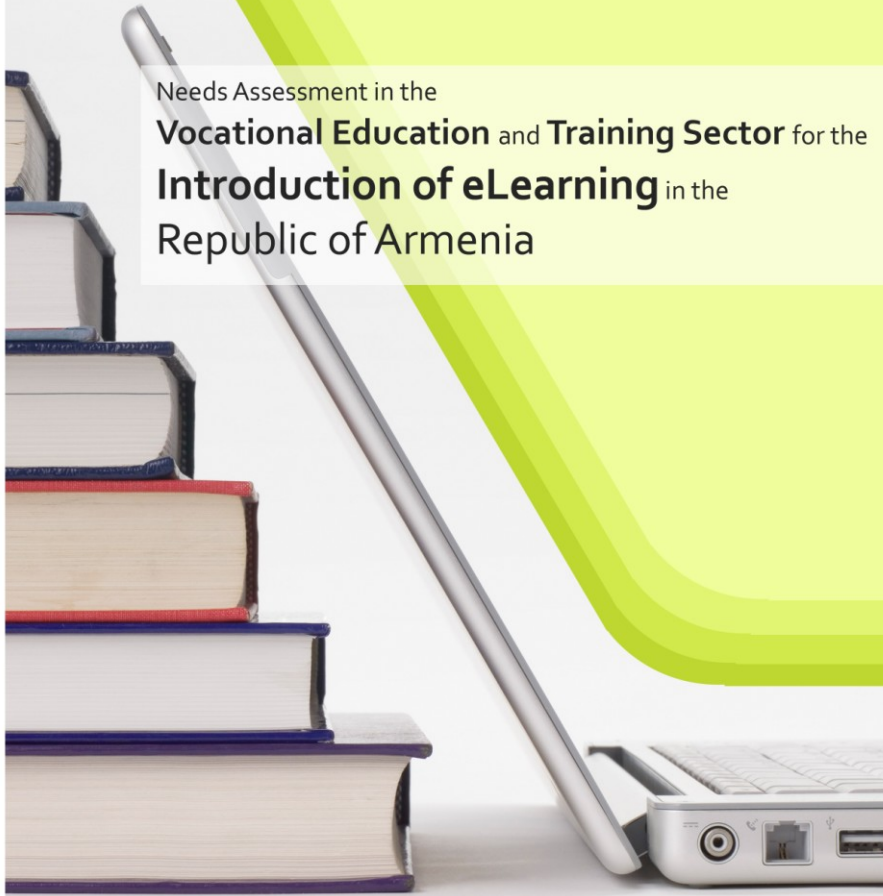 Needs Assessment in the
Vocational Education and Training Sector for the
Introduction of eLearning in the
Republic of Armenia